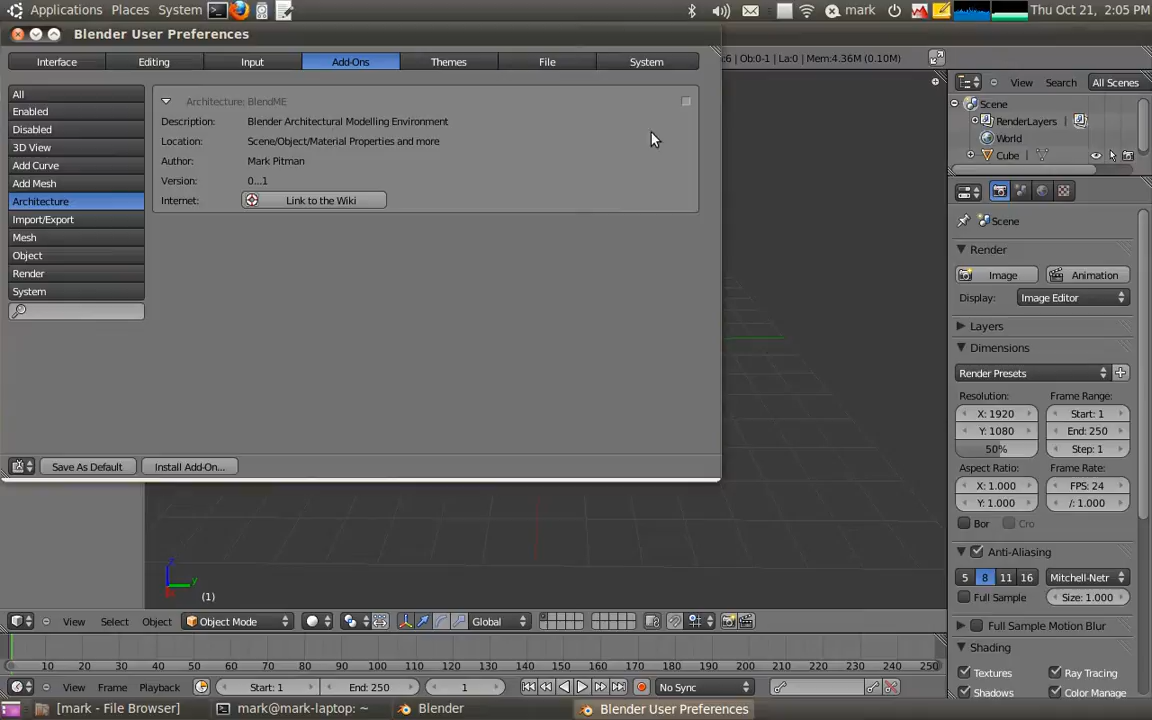 Applications Places System mark Thu Oct 21, 2:05 PM
Blender User Preferences
:6 | Ob:0-1 | La:0 | Mem:4.36M (0.10M)
Interface Editing Input Add-Ons Themes File System
View Search All Scenes
All
Enabled
Disabled
3D View
Add Curve
Add Mesh
Architecture
Import/Export
Mesh
Object
Render
System
Architecture: BlendME
Description: Blender Architectural Modelling Environment
Location: Scene/Object/Material Properties and more
Author: Mark Pitman
Version: 0...1
Internet: Link to the Wiki
Save As Default Install Add-On...
Scene
RenderLayers
World
Cube
Scene
Render
Image Animation
Display: Image Editor
Layers
Dimensions
Render Presets
Resolution: Frame Range:
X: 1920 Start: 1
Y: 1080 End: 250
50% Step: 1
Aspect Ratio: Frame Rate:
X: 1.000 FPS: 24
Y: 1.000 /: 1.000
Bor Cro
Anti-Aliasing
5 8 11 16 Mitchell-Netr
Full Sample Size: 1.000
Full Sample Motion Blur
Shading
Textures Ray Tracing
Shadows Color Manage
z y
(1)
View Select Object Object Mode Global
10 20 30 40 50 60 70 80 90 100 110 120 130 140 150 160 170 180 190 200 210 220 230 240 250
View Frame Playback Start: 1 End: 250 1 No Sync
[mark - File Browser] mark@mark-laptop: ~ Blender Blender User Preferences